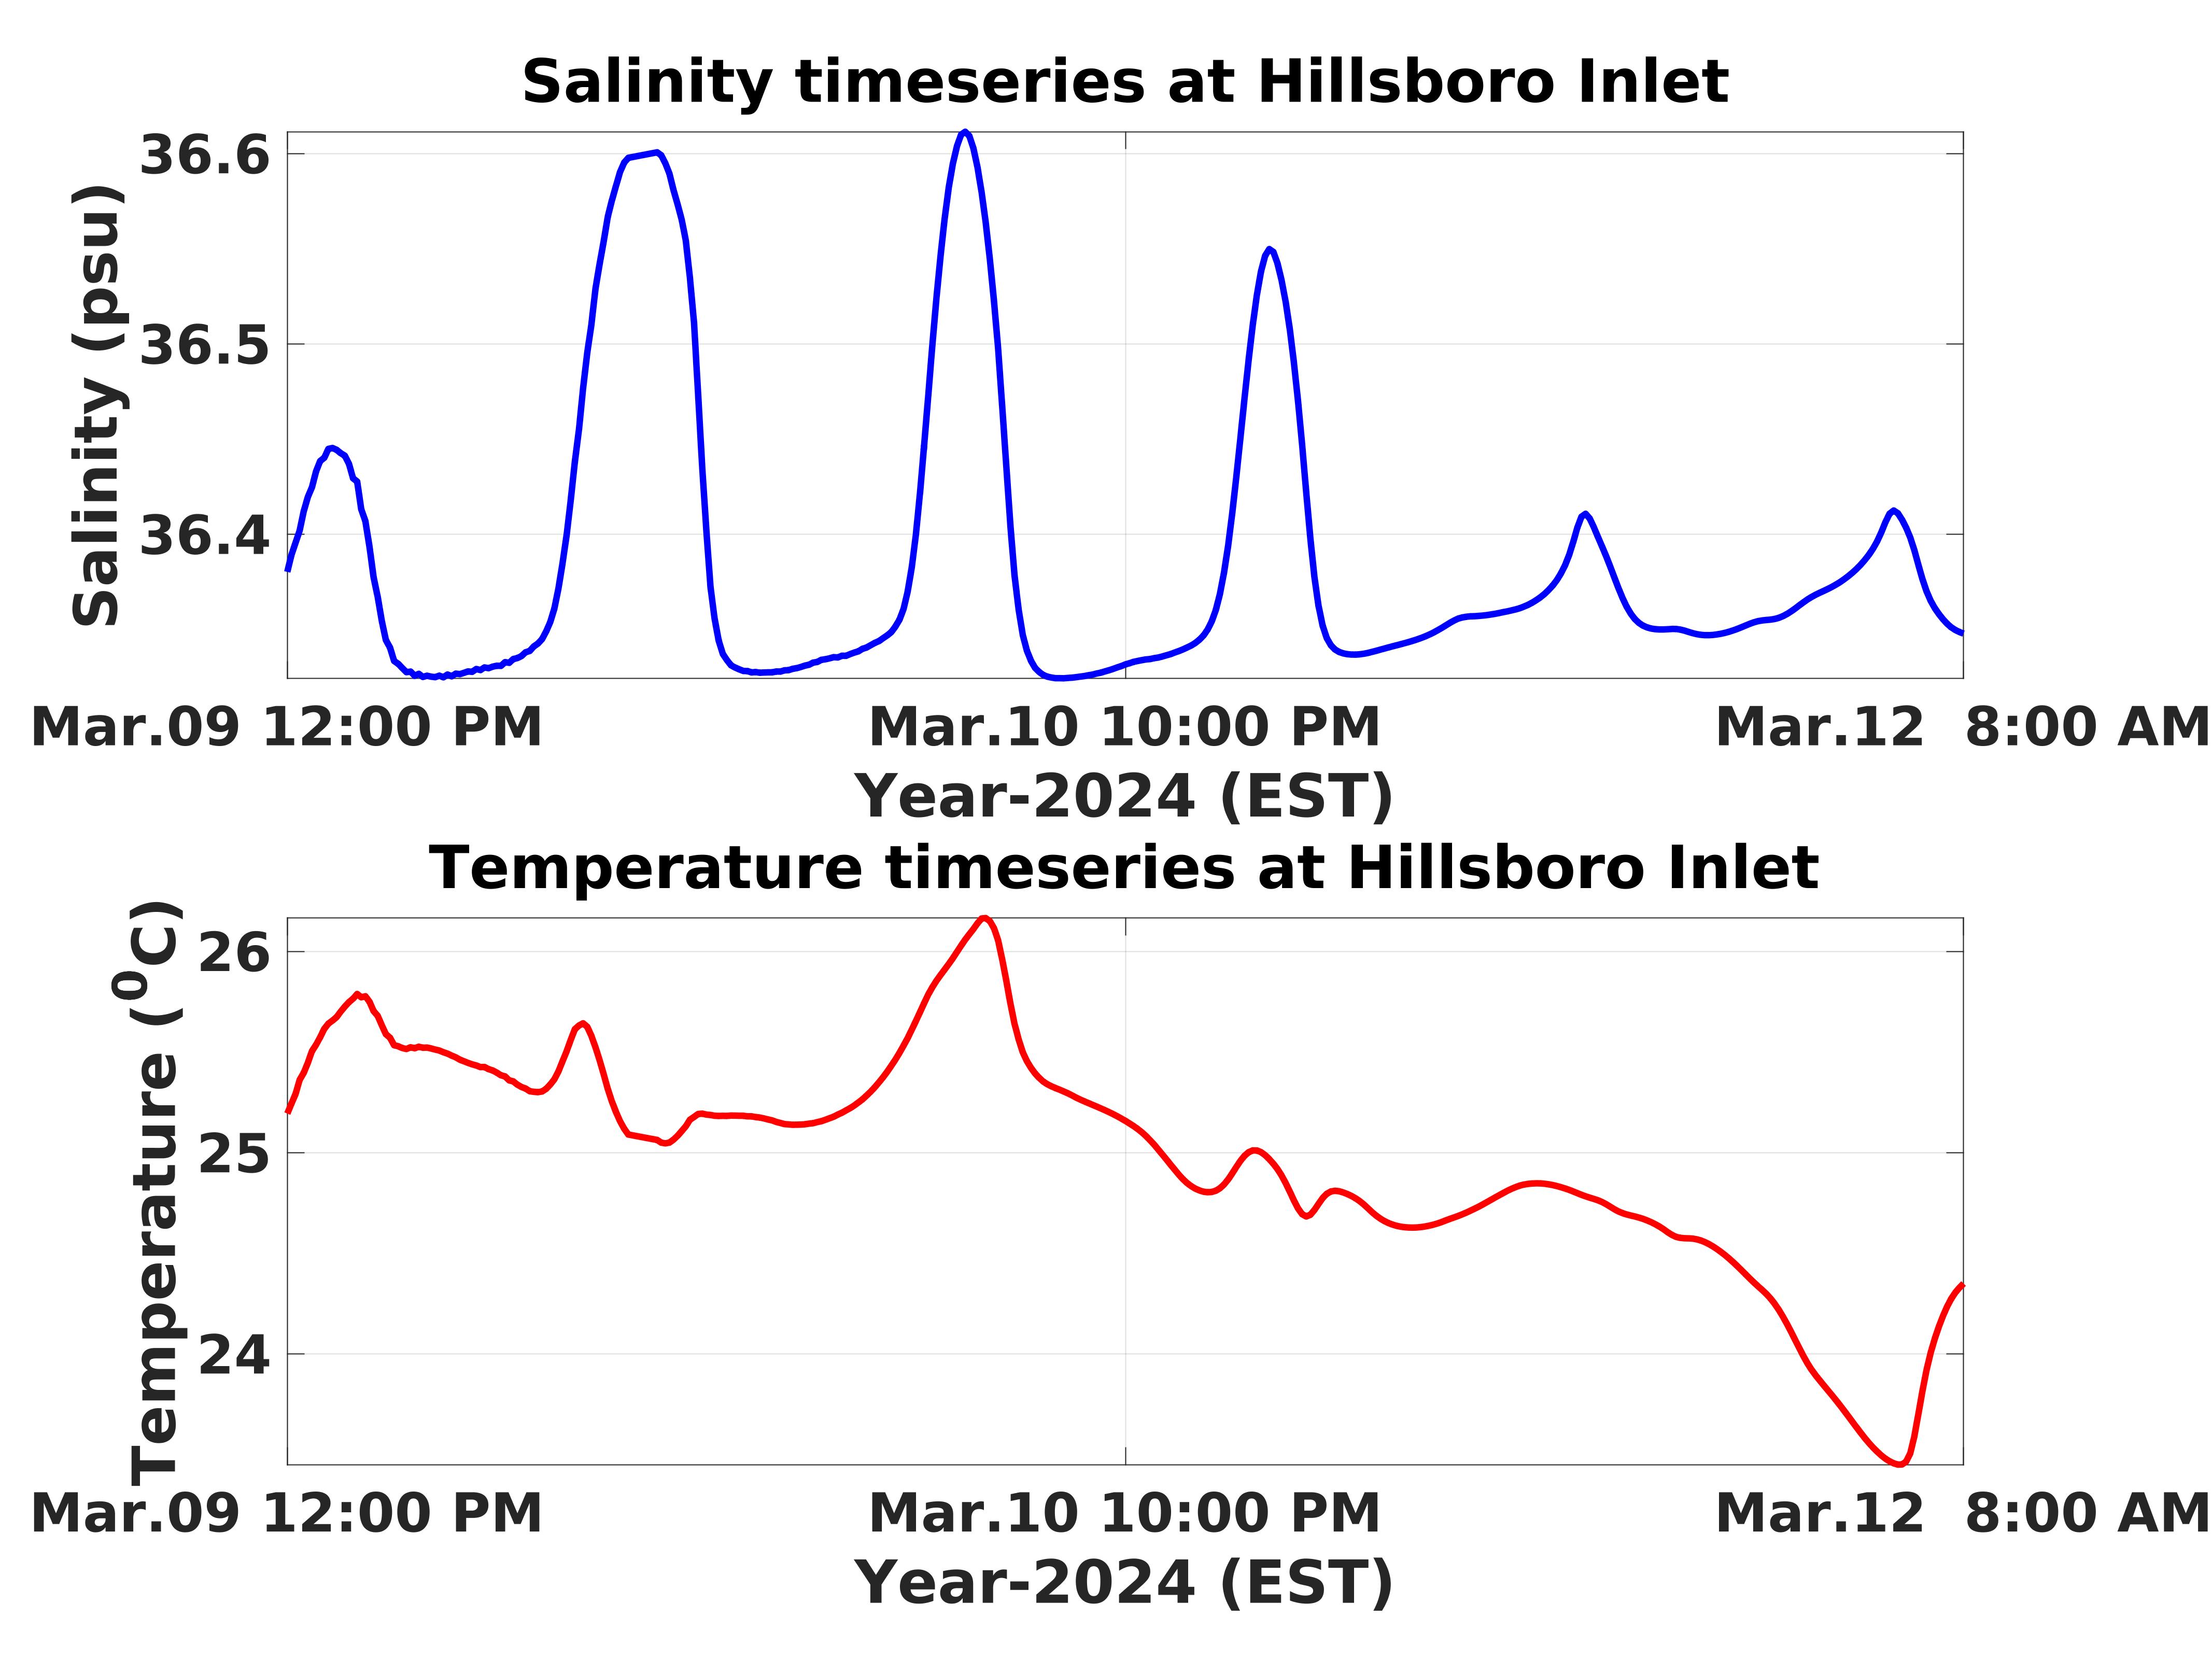 Salinity timeseries at Hillsboro Inlet
Salinity (psu)
36.6
36.5
36.4
Mar.09 12:00 PM
Mar.10 10:00 PM
Mar.12  8:00 AM
Year-2024 (EST)
Temperature timeseries at Hillsboro Inlet
Temperature (⁰C)
26
25
24
Mar.09 12:00 PM
Mar.10 10:00 PM
Mar.12  8:00 AM
Year-2024 (EST)